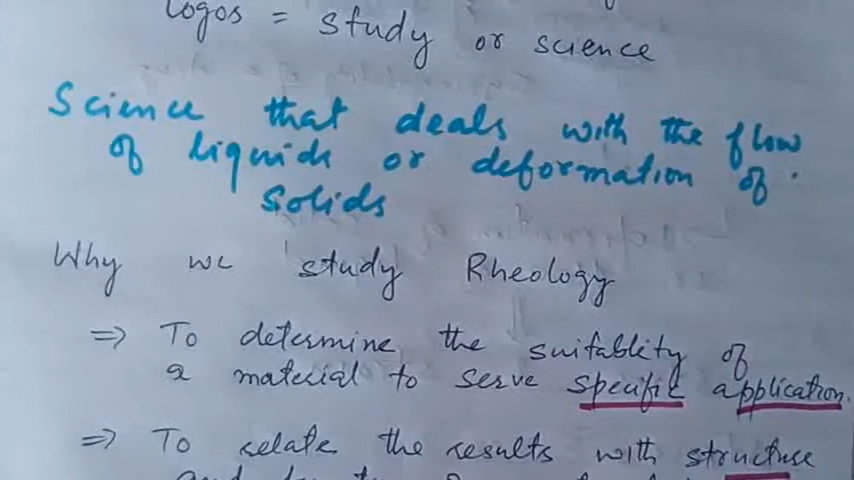 logos = study or science
Science that deals with the flow
of liquids or deformation of
solids
Why we study Rheology
⇒ To determine the suitablity of
a material to serve specific application.
⇒ To relate the results with structure